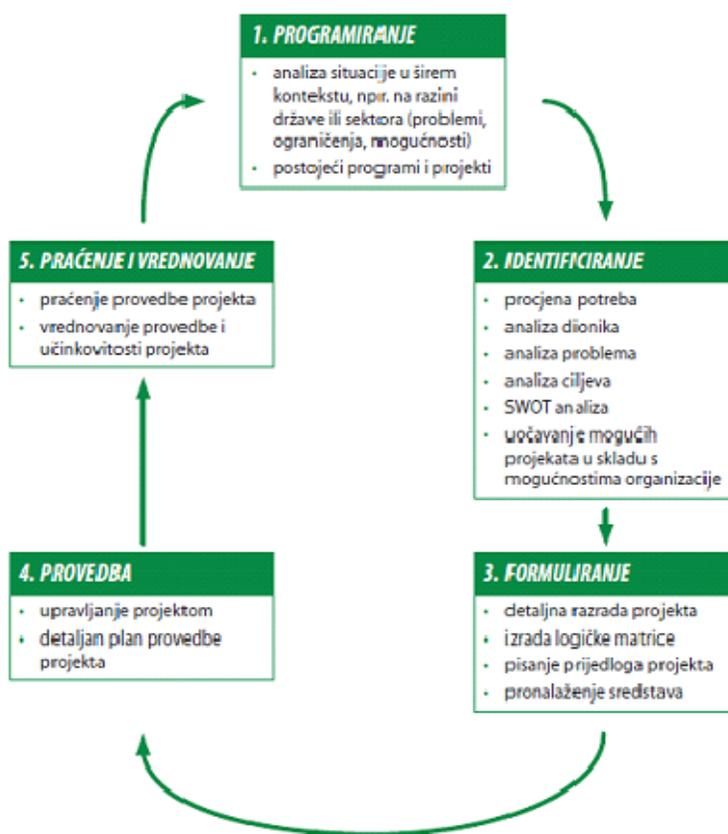 1. PROGRAMIRANJE
• analiza situacije u širem
kontekstu, npr. na razini
države ili sektora (problemi,
ograničenja, mogućnosti)
• postojeći programi i projekti
2. IDENTIFICIRANJE
• procjena potreba
• analiza dionika
• analiza problema
• analiza ciljeva
• SWOT analiza
• uočavanje mogućih
projekata u skladu s
mogućnostima organizacije
3. FORMULIRANJE
• detaljna razrada projekta
• izrada logičke matrice
• pisanje prijedloga projekta
• pronalaženje sredstava
4. PROVEDBA
• upravljanje projektom
• detaljan plan provedbe
projekta
5. PRAĆENJE I VREDNOVANJE
• praćenje provedbe projekta
• vrednovanje provedbe i
učinkovitosti projekta